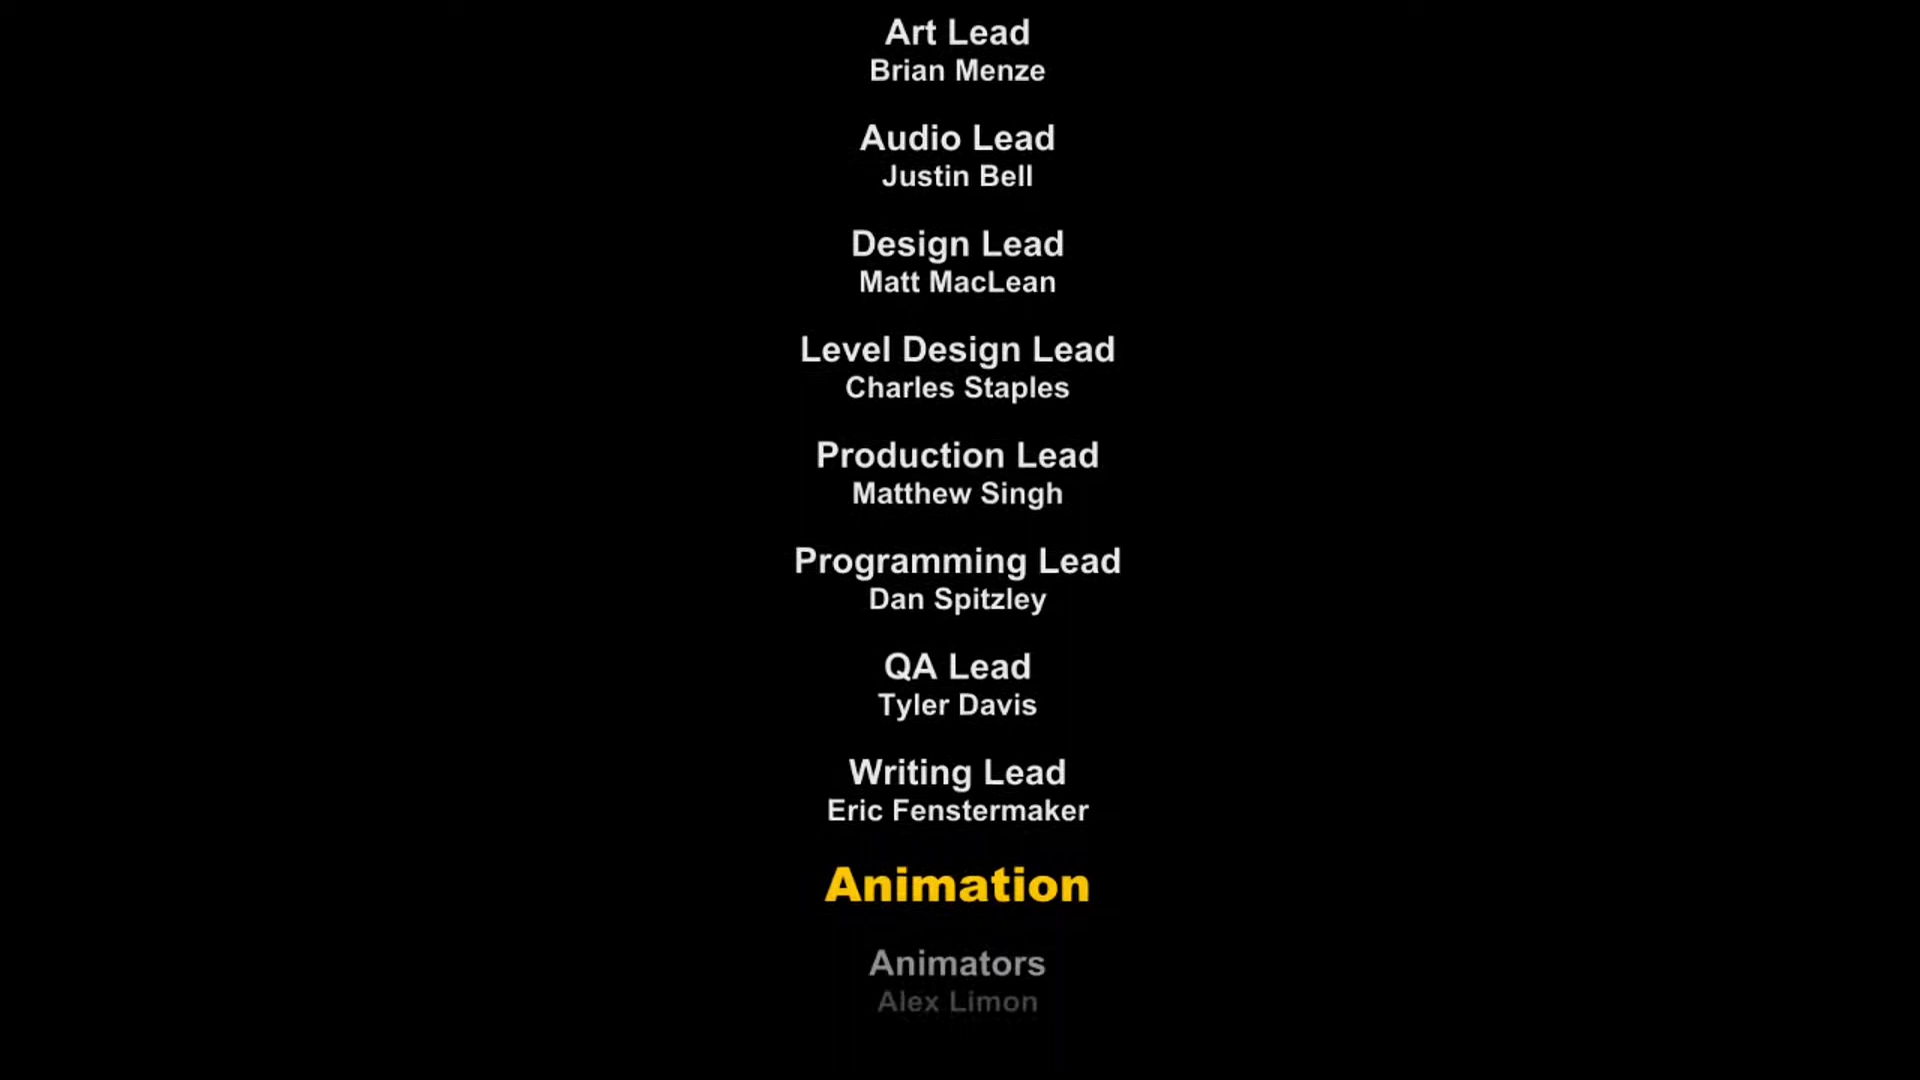 Art Lead
Brian Menze
Audio Lead
Justin Bell
Design Lead
Matt MacLean
Level Design Lead
Charles Staples
Production Lead
Matthew Singh
Programming Lead
Dan Spitzley
QA Lead
Tyler Davis
Writing Lead
Eric Fenstermaker
Animation
Animators
Alex Limon